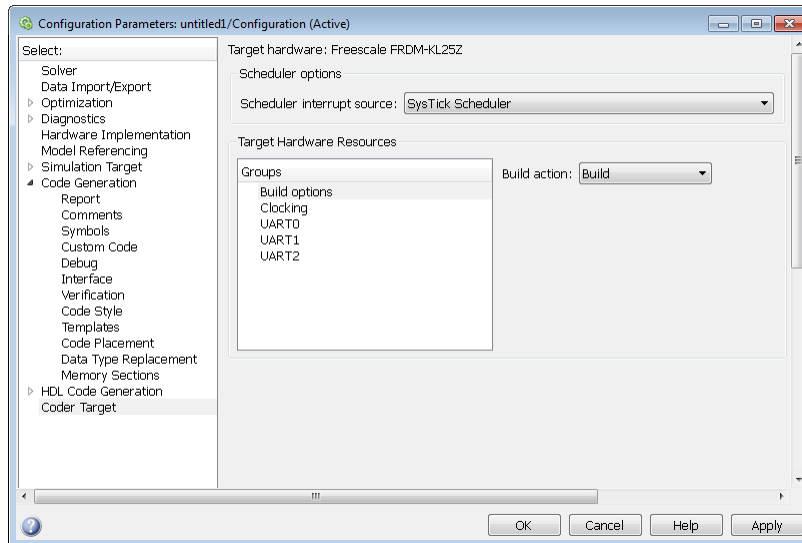 Configuration Parameters: untitled1/Configuration (Active)
Select:
Solver
Data Import/Export
Optimization
Diagnostics
Hardware Implementation
Model Referencing
Simulation Target
Code Generation
Report
Comments
Symbols
Custom Code
Debug
Interface
Verification
Code Style
Templates
Code Placement
Data Type Replacement
Memory Sections
HDL Code Generation
Coder Target
Target hardware: Freescale FRDM-KL25Z
Scheduler options
Scheduler interrupt source: SysTick Scheduler
Target Hardware Resources
Groups
Build options
Clocking
UART0
UART1
UART2
Build action: Build
OK Cancel Help Apply